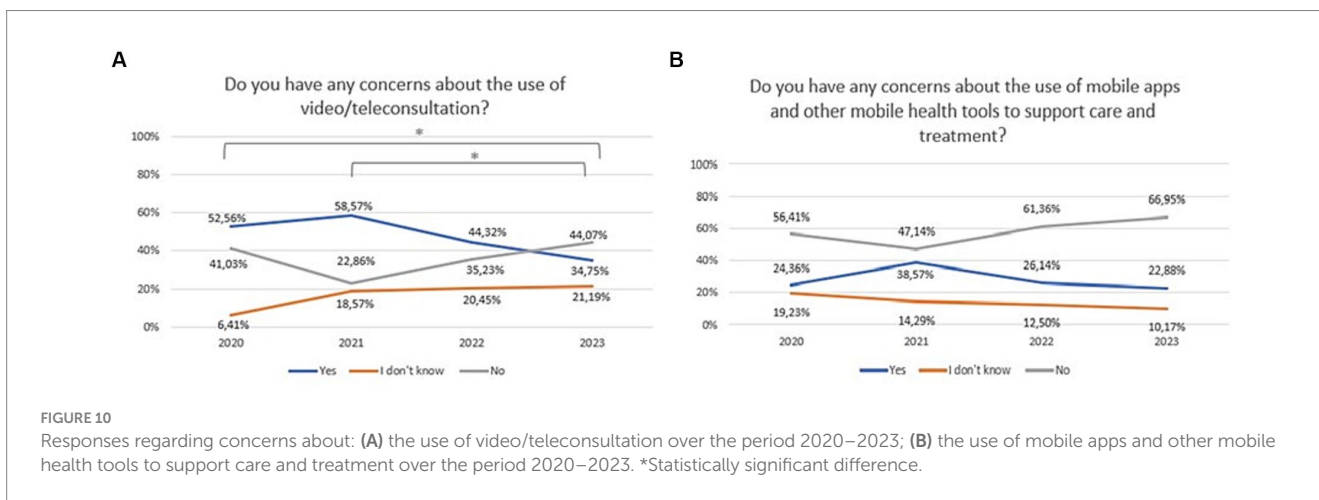 A
Do you have any concerns about the use of
video/teleconsultation?
100%
80%
60%
40%
20%
0%
*
*
52,56%
58,57%
44,32%
44,07%
41,03%
22,86%
35,23%
34,75%
6,41%
18,57%
20,45%
21,19%
2020 2021 2022 2023
Yes I don't know No
B
Do you have any concerns about the use of mobile apps
and other mobile health tools to support care and
treatment?
100%
80%
60%
40%
20%
0%
56,41%
47,14%
61,36%
66,95%
24,36%
38,57%
26,14%
22,88%
19,23%
14,29%
12,50%
10,17%
2020 2021 2022 2023
Yes I don't know No
FIGURE 10
Responses regarding concerns about: (A) the use of video/teleconsultation over the period 2020–2023; (B) the use of mobile apps and other mobile
health tools to support care and treatment over the period 2020–2023. *Statistically significant difference.